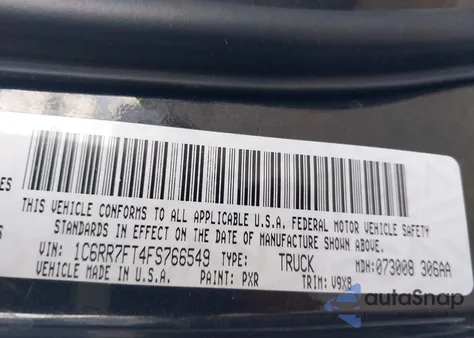 ES
THIS VEHICLE CONFORMS TO ALL APPLICABLE U.S.A. FEDERAL MOTOR VEHICLE SAFETY
STANDARDS IN EFFECT ON THE DATE OF MANUFACTURE SHOWN ABOVE.
S
VIN: 1C6RR7FT4FS766549 TYPE: TRUCK MDH: 073008 306AA
VEHICLE MADE IN U.S.A. PAINT: PXR TRIM: V9X8
autoSnap